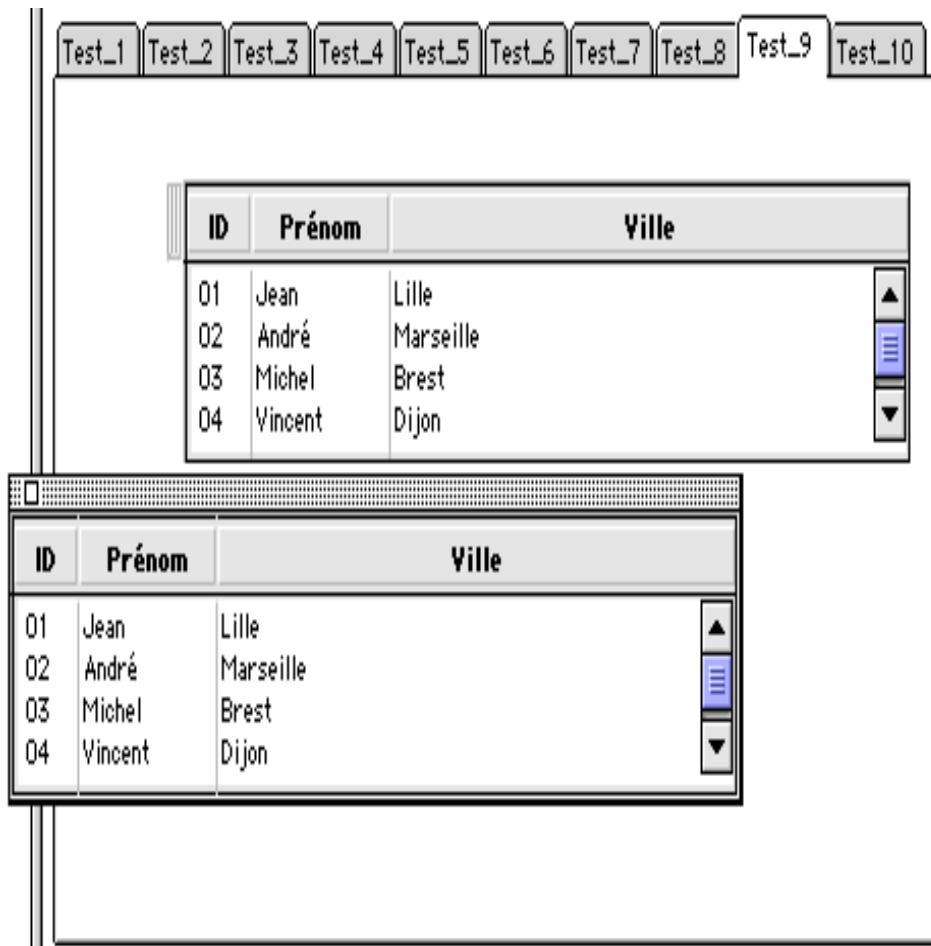 Test_1 Test_2 Test_3 Test_4 Test_5 Test_6 Test_7 Test_8 Test_9 Test_10
ID Prénom Ville
01 Jean Lille
02 André Marseille
03 Michel Brest
04 Vincent Dijon
ID Prénom Ville
01 Jean Lille
02 André Marseille
03 Michel Brest
04 Vincent Dijon